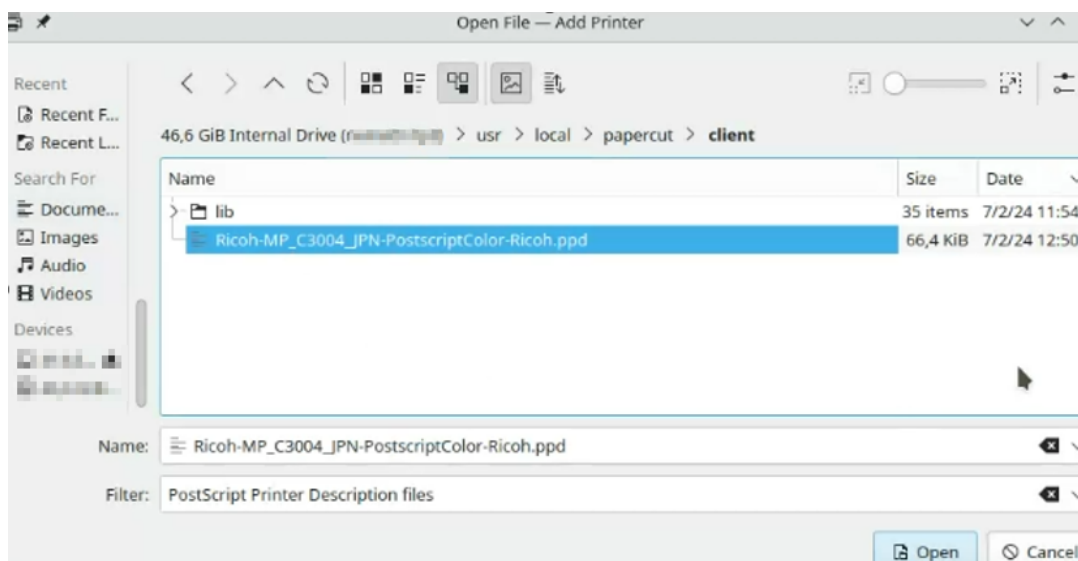 Open File — Add Printer
Recent
Recent F...
Recent L...
Search For
Docume...
Images
Audio
Videos
Devices
46,6 GiB Internal Drive ( > usr > local > papercut > client
Name Size Date
lib 35 items 7/2/24 11:54
Ricoh-MP_C3004_JPN-PostscriptColor-Ricoh.ppd 66,4 KiB 7/2/24 12:50
Name: Ricoh-MP_C3004_JPN-PostscriptColor-Ricoh.ppd
Filter: PostScript Printer Description files
Open Cancel